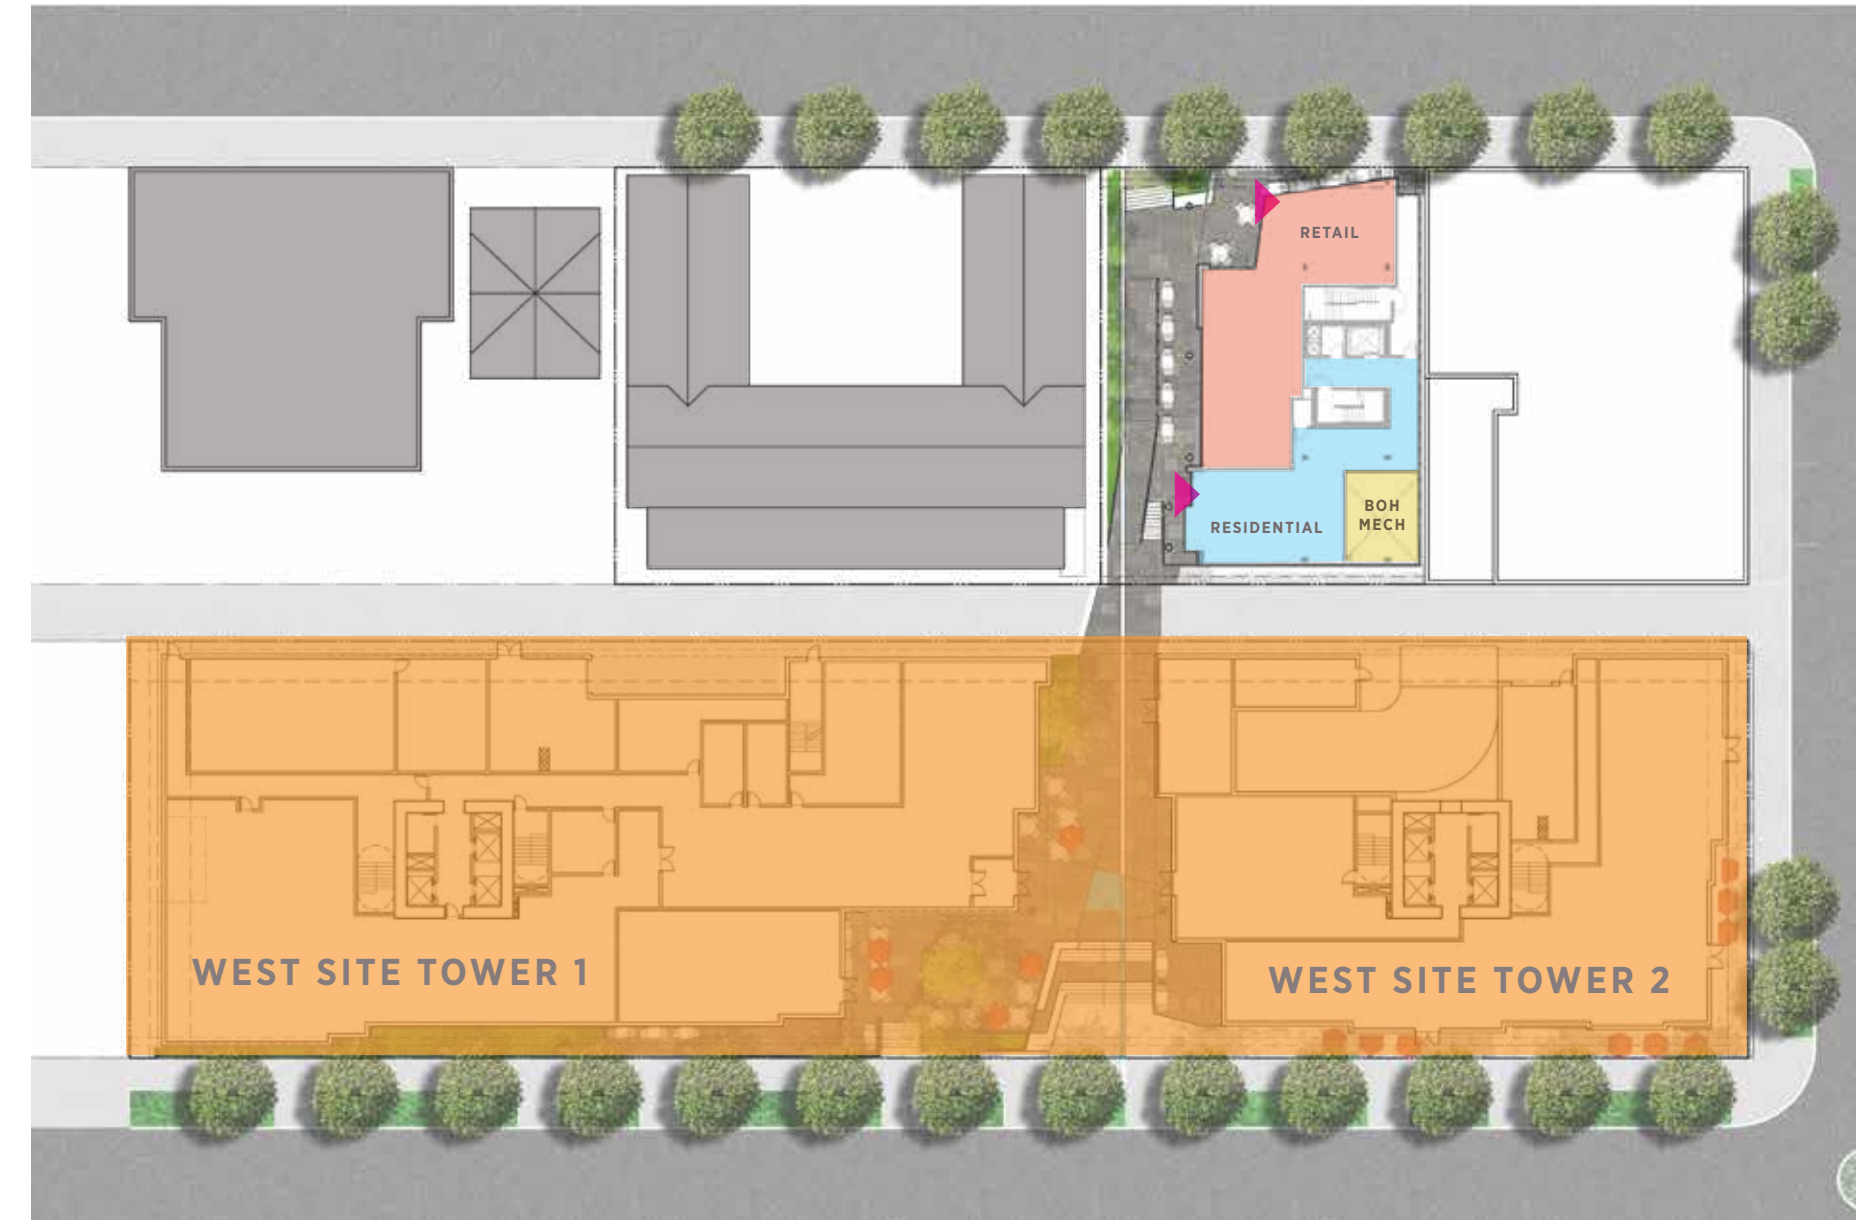 RETAIL
BOH
MECH
RESIDENTIAL
WEST SITE TOWER 1
WEST SITE TOWER 2